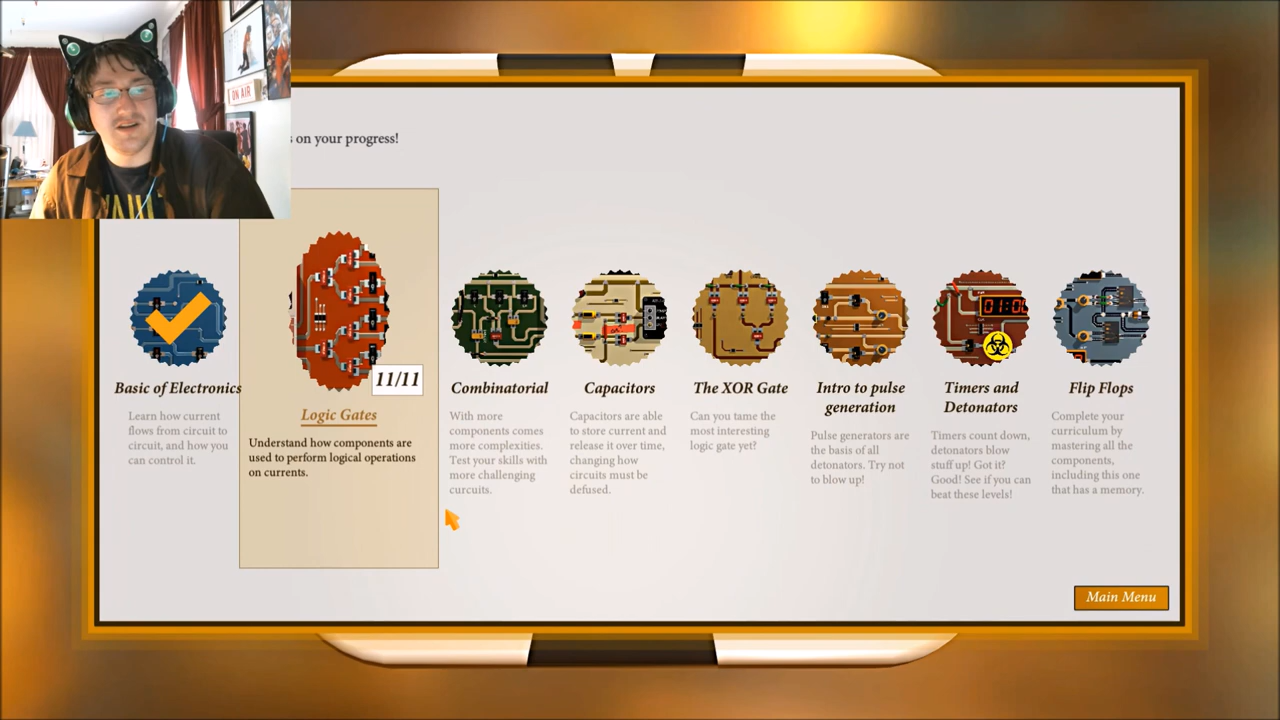 ON AIR
s on your progress!
11/11
Basic of Electronics
Learn how current
flows from circuit to
circuit, and how you
can control it.
Logic Gates
Understand how components are
used to perform logical operations
on currents.
Combinatorial
With more
components comes
more complexities.
Test your skills with
more challenging
curcuits.
Capacitors
Capacitors are able
to store current and
release it over time,
changing how
circuits must be
defused.
The XOR Gate
Can you tame the
most interesting
logic gate yet?
Intro to pulse
generation
Pulse generators are
the basis of all
detonators. Try not
to blow up!
Timers and
Detonators
Timers count down,
detonators blow
stuff up! Got it?
Good! See if you can
beat these levels!
Flip Flops
Complete your
curriculum by
mastering all the
components,
including this one
that has a memory.
Main Menu